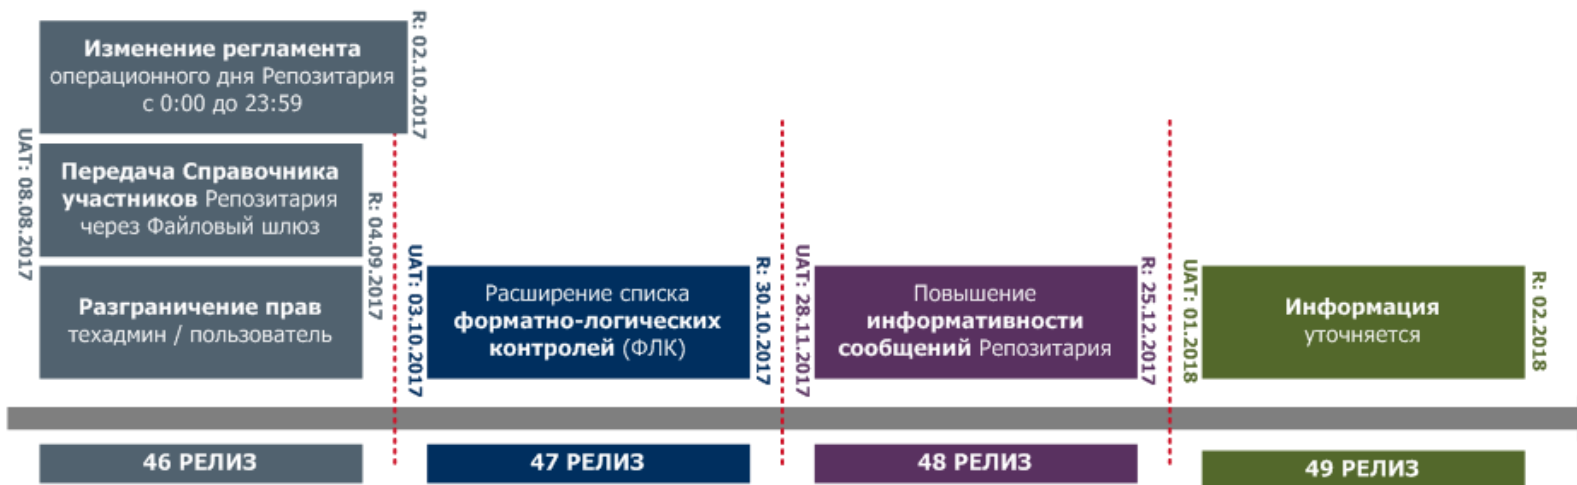 Изменение регламента
операционного дня Репозитария
с 0:00 до 23:59
R: 02.10.2017
UAT: 08.08.2017
Передача Справочника
участников Репозитария
через Файловый шлюз
R: 04.09.2017
Разграничение прав
техадмин / пользователь
UAT: 03.10.2017
Расширение списка
форматно-логических
контролей (ФЛК)
R: 30.10.2017
UAT: 28.11.2017
Повышение
информативности
сообщений Репозитария
R: 25.12.2017
UAT: 01.2018
Информация
уточняется
R: 02.2018
46 РЕЛИЗ
47 РЕЛИЗ
48 РЕЛИЗ
49 РЕЛИЗ